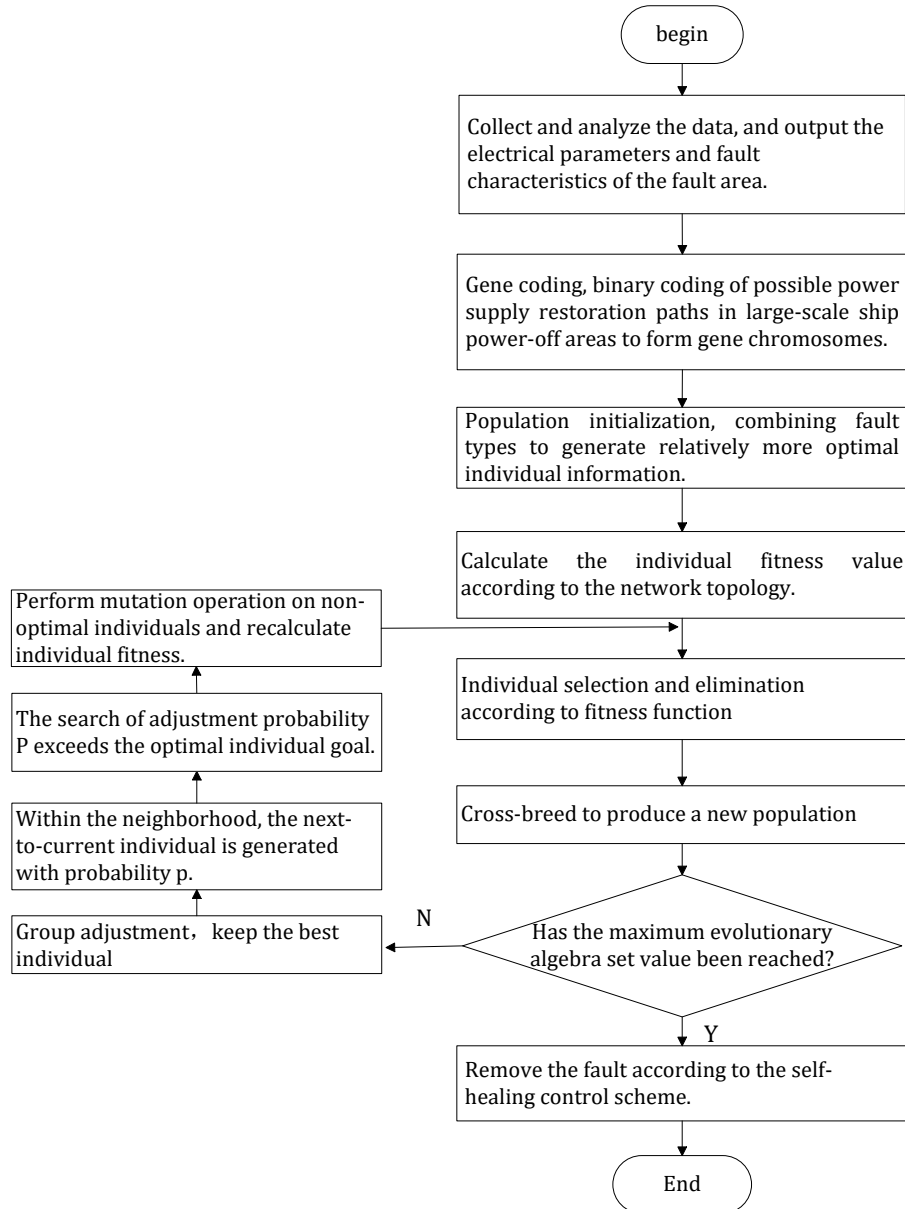 begin
Collect and analyze the data, and output the
electrical parameters and fault
characteristics of the fault area.
Gene coding, binary coding of possible power
supply restoration paths in large-scale ship
power-off areas to form gene chromosomes.
Population initialization, combining fault
types to generate relatively more optimal
individual information.
Calculate the individual fitness value
according to the network topology.
Perform mutation operation on non-
optimal individuals and recalculate
individual fitness.
Individual selection and elimination
according to fitness function
The search of adjustment probability
P exceeds the optimal individual goal.
Cross-breed to produce a new population
Within the neighborhood, the next-
to-current individual is generated
with probability p.
N
Has the maximum evolutionary
algebra set value been reached?
Group adjustment，keep the best
individual
Y
Remove the fault according to the self-
healing control scheme.
End